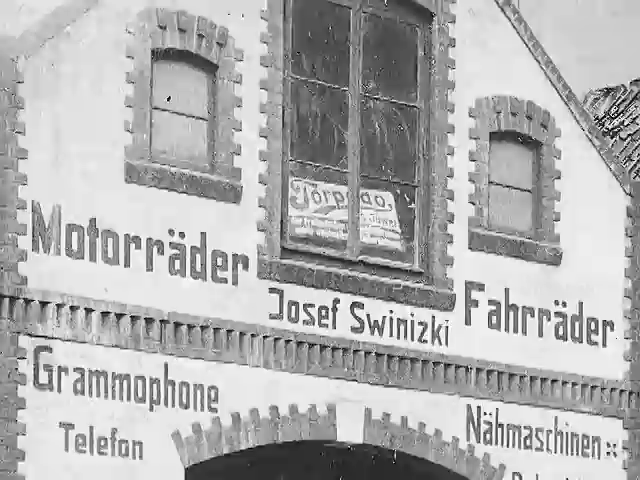 Torpedo
Motorräder
Josef Swinizki
Fahrräder
Grammophone
Telefon
Nähmaschinen